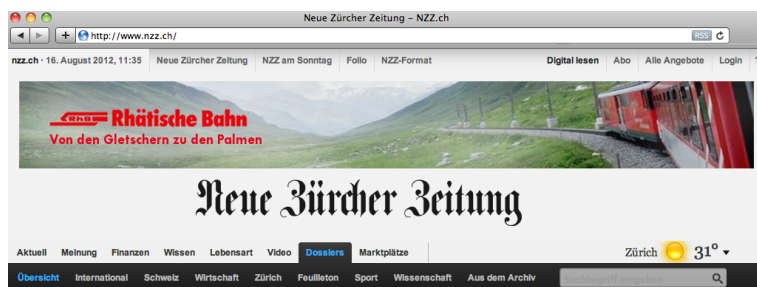 Neue Zürcher Zeitung – NZZ.ch
http://www.nzz.ch/ RSS
nzz.ch · 16. August 2012, 11:35 Neue Zürcher Zeitung NZZ am Sonntag Folio NZZ-Format Digital lesen Abo Alle Angebote Login
RhB Rhätische Bahn
Von den Gletschern zu den Palmen
Neue Zürcher Zeitung
Aktuell Meinung Finanzen Wissen Lebensart Video Dossiers Marktplätze Zürich 31°
Übersicht International Schweiz Wirtschaft Zürich Feuilleton Sport Wissenschaft Aus dem Archiv Suchbegriff eingeben